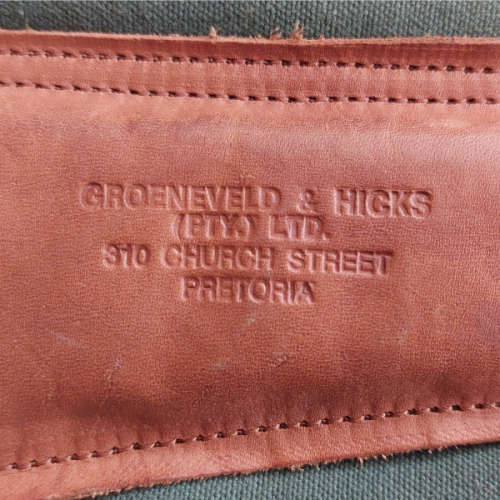 GROENEVELD & HICKS
(PTY.) LTD.
310 CHURCH STREET
PRETORIA